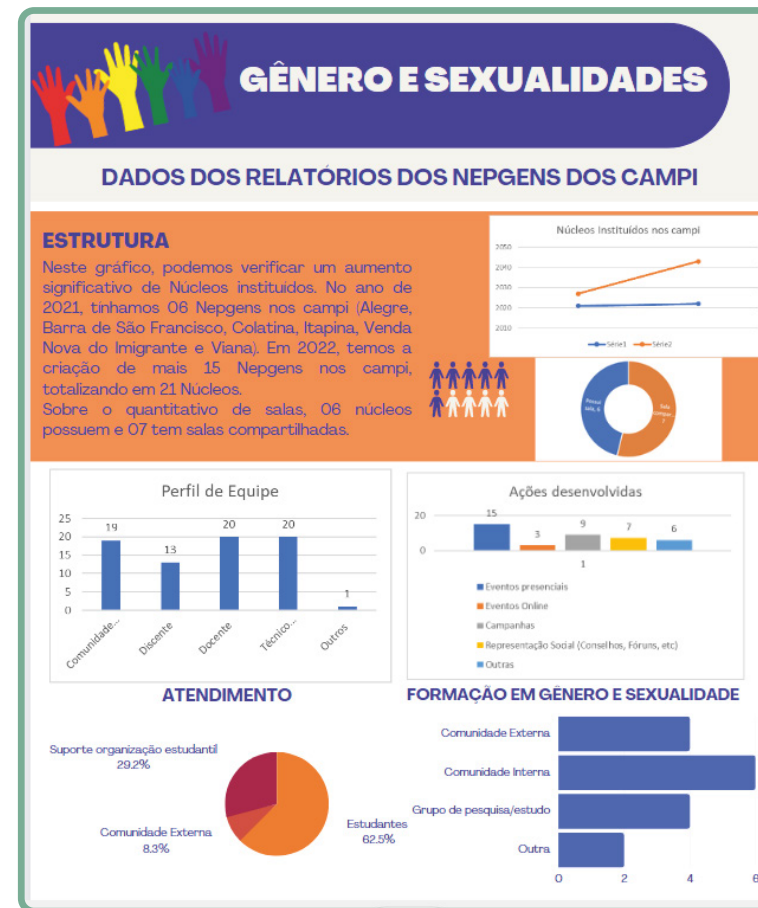 GÊNERO E SEXUALIDADES
DADOS DOS RELATÓRIOS DOS NEPGENS DOS CAMPI
ESTRUTURA
Neste gráfico, podemos verificar um aumento
significativo de Núcleos instituídos. No ano de
2021, tínhamos 06 Nepgens nos campi (Alegre,
Barra de São Francisco, Colatina, Itapina, Venda
Nova do Imigrante e Viana). Em 2022, temos a
criação de mais 15 Nepgens nos campi,
totalizando em 21 Núcleos.
Sobre o quantitativo de salas, 06 núcleos
possuem e 07 tem salas compartilhadas.
Núcleos Instituídos nos campi
2050
2040
2030
2020
2010
Série1 Série2
Possui
sala, 6
Sala
compar...
7
Perfil de Equipe
25
20
15
10
5
0
19
13
20
20
1
Comunidade...
Discente
Docente
Técnico...
Outros
Ações desenvolvidas
20
0
15
3
9
7
6
1
Eventos presenciais
Eventos Online
Campanhas
Representação Social (Conselhos, Fóruns, etc)
Outras
ATENDIMENTO
Suporte organização estudantil
29.2%
Comunidade Externa
8.3%
Estudantes
62.5%
FORMAÇÃO EM GÊNERO E SEXUALIDADE
Comunidade Externa
Comunidade Interna
Grupo de pesquisa/estudo
Outra
0 2 4 6